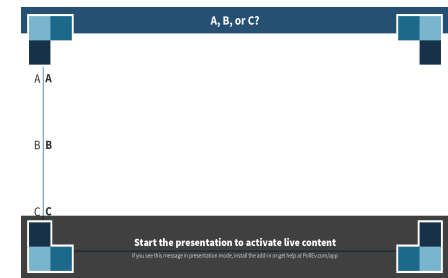 A, B, or C?
A A
B B
C C
Start the presentation to activate live content
If you see this message in presentation mode, install the add-in or get help at PollEv.com/app